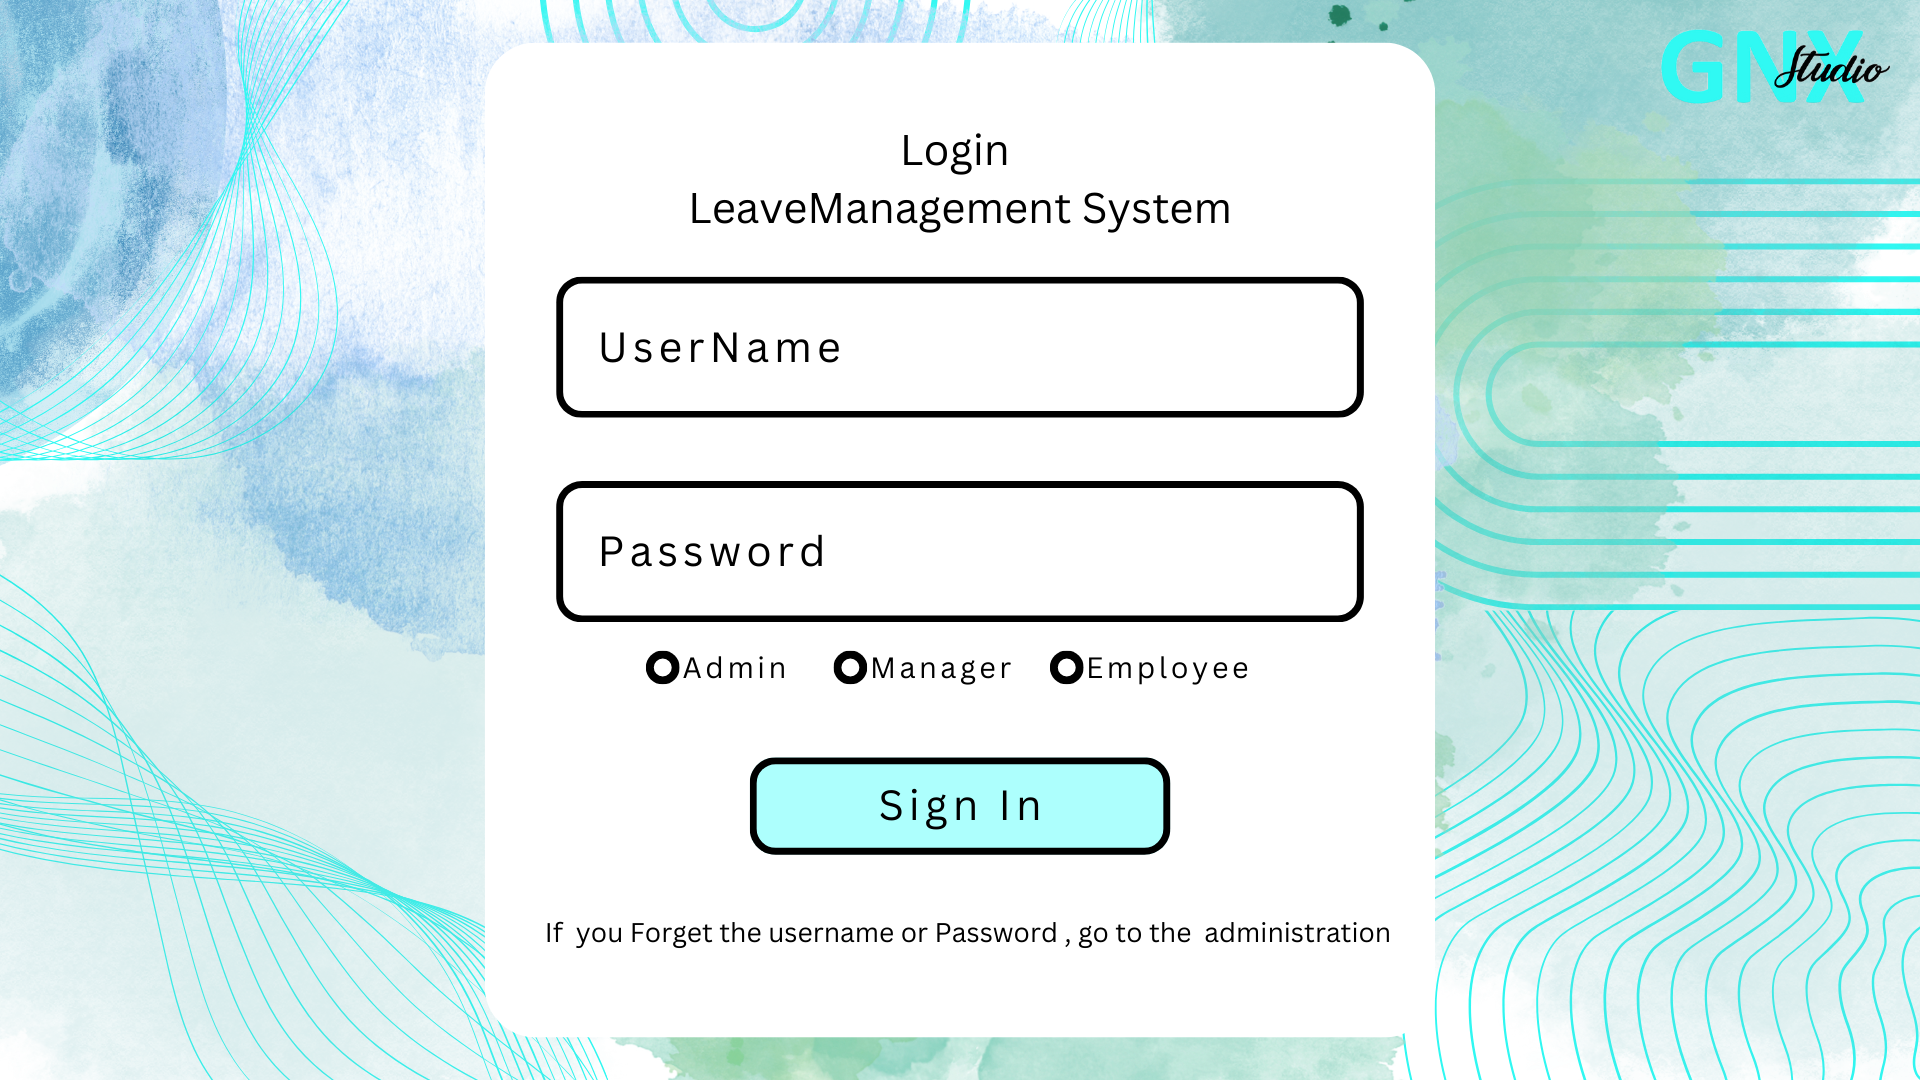 GNX
Studio
Login
LeaveManagement System
UserName
Password
Admin Manager Employee
Sign In
If you Forget the username or Password , go to the administration